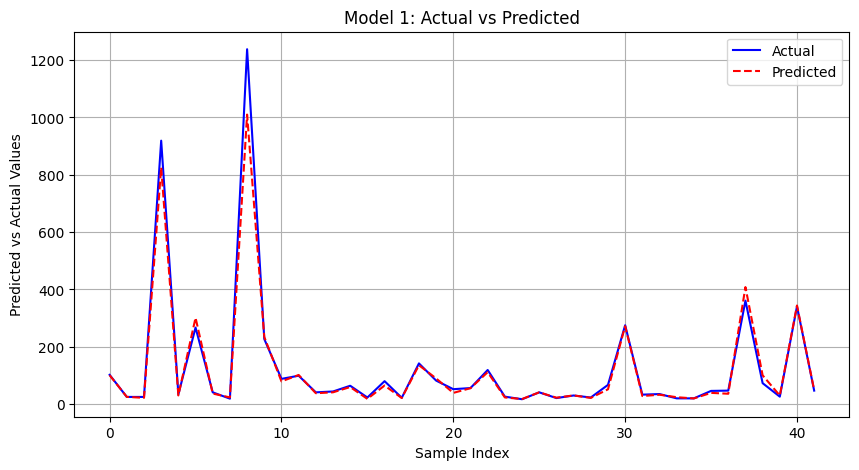 Model 1: Actual vs Predicted
Actual
Predicted
Predicted vs Actual Values
1200
1000
800
600
400
200
0
0 10 20 30 40
Sample Index